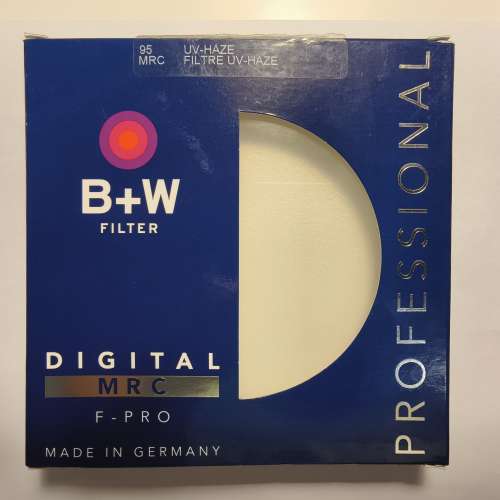 95 UV-HAZE
MRC FILTRE UV-HAZE
B+W
FILTER
DIGITAL
MRC
F-PRO
MADE IN GERMANY
PROFESSIONAL